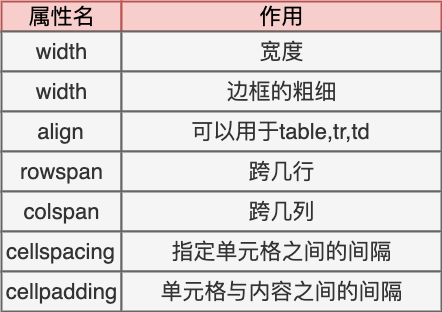 属性名 作用
width 宽度
width 边框的粗细
align 可以用于table,tr,td
rowspan 跨几行
colspan 跨几列
cellspacing 指定单元格之间的间隔
cellpadding 单元格与内容之间的间隔